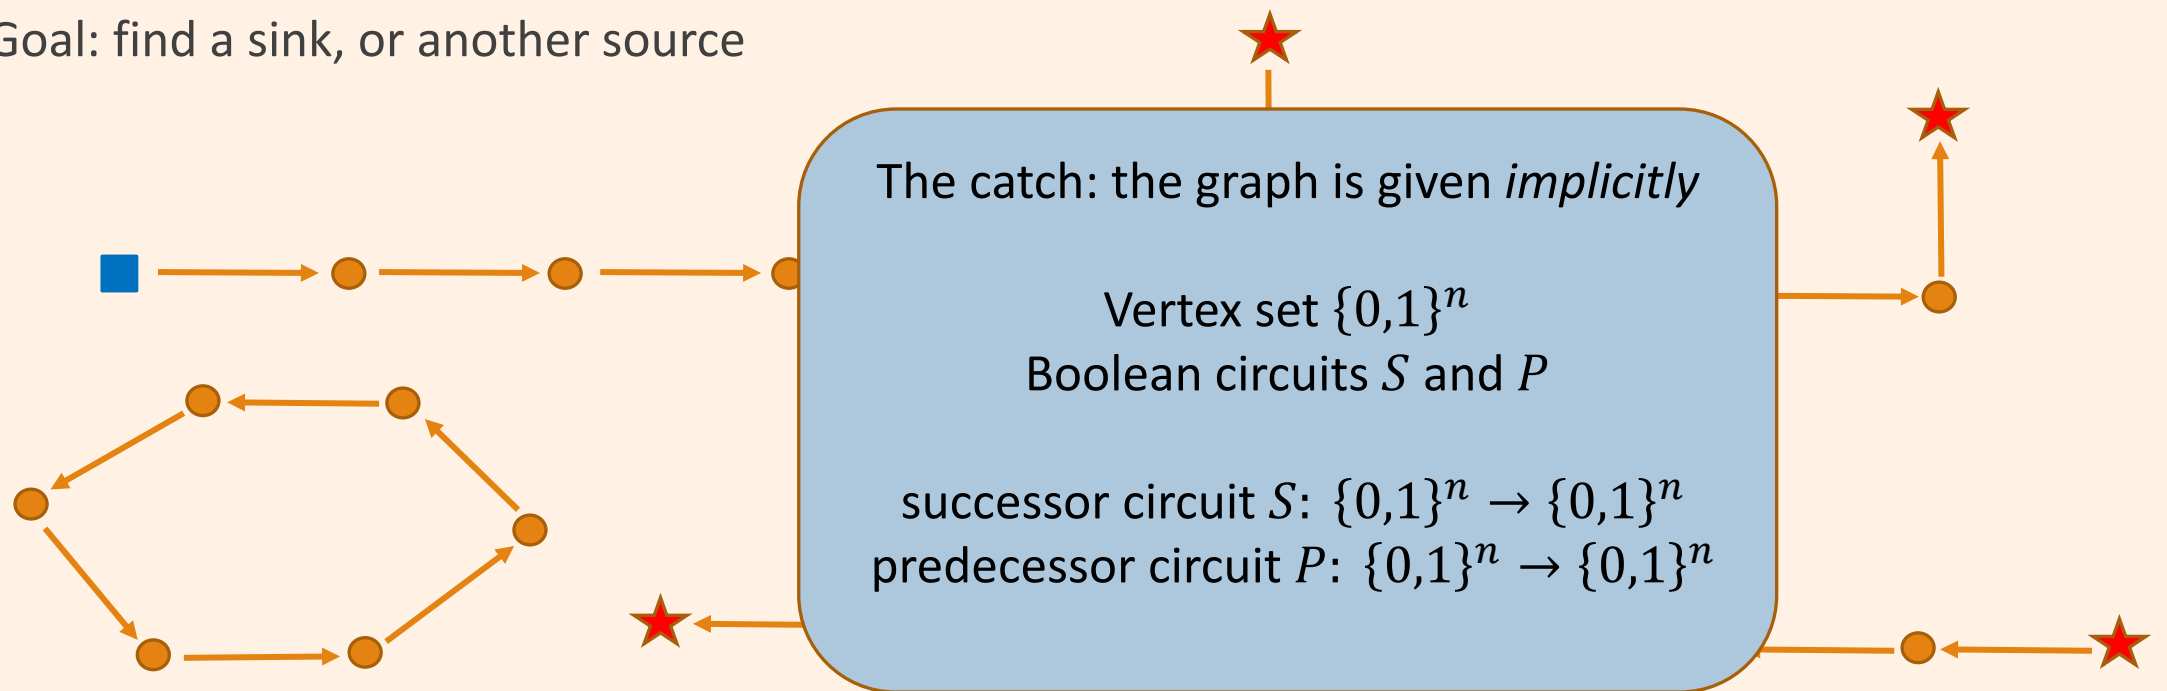 Goal: find a sink, or another source
The catch: the graph is given implicitly
Vertex set {0,1}ⁿ
Boolean circuits S and P
successor circuit S: {0,1}ⁿ → {0,1}ⁿ
predecessor circuit P: {0,1}ⁿ → {0,1}ⁿ